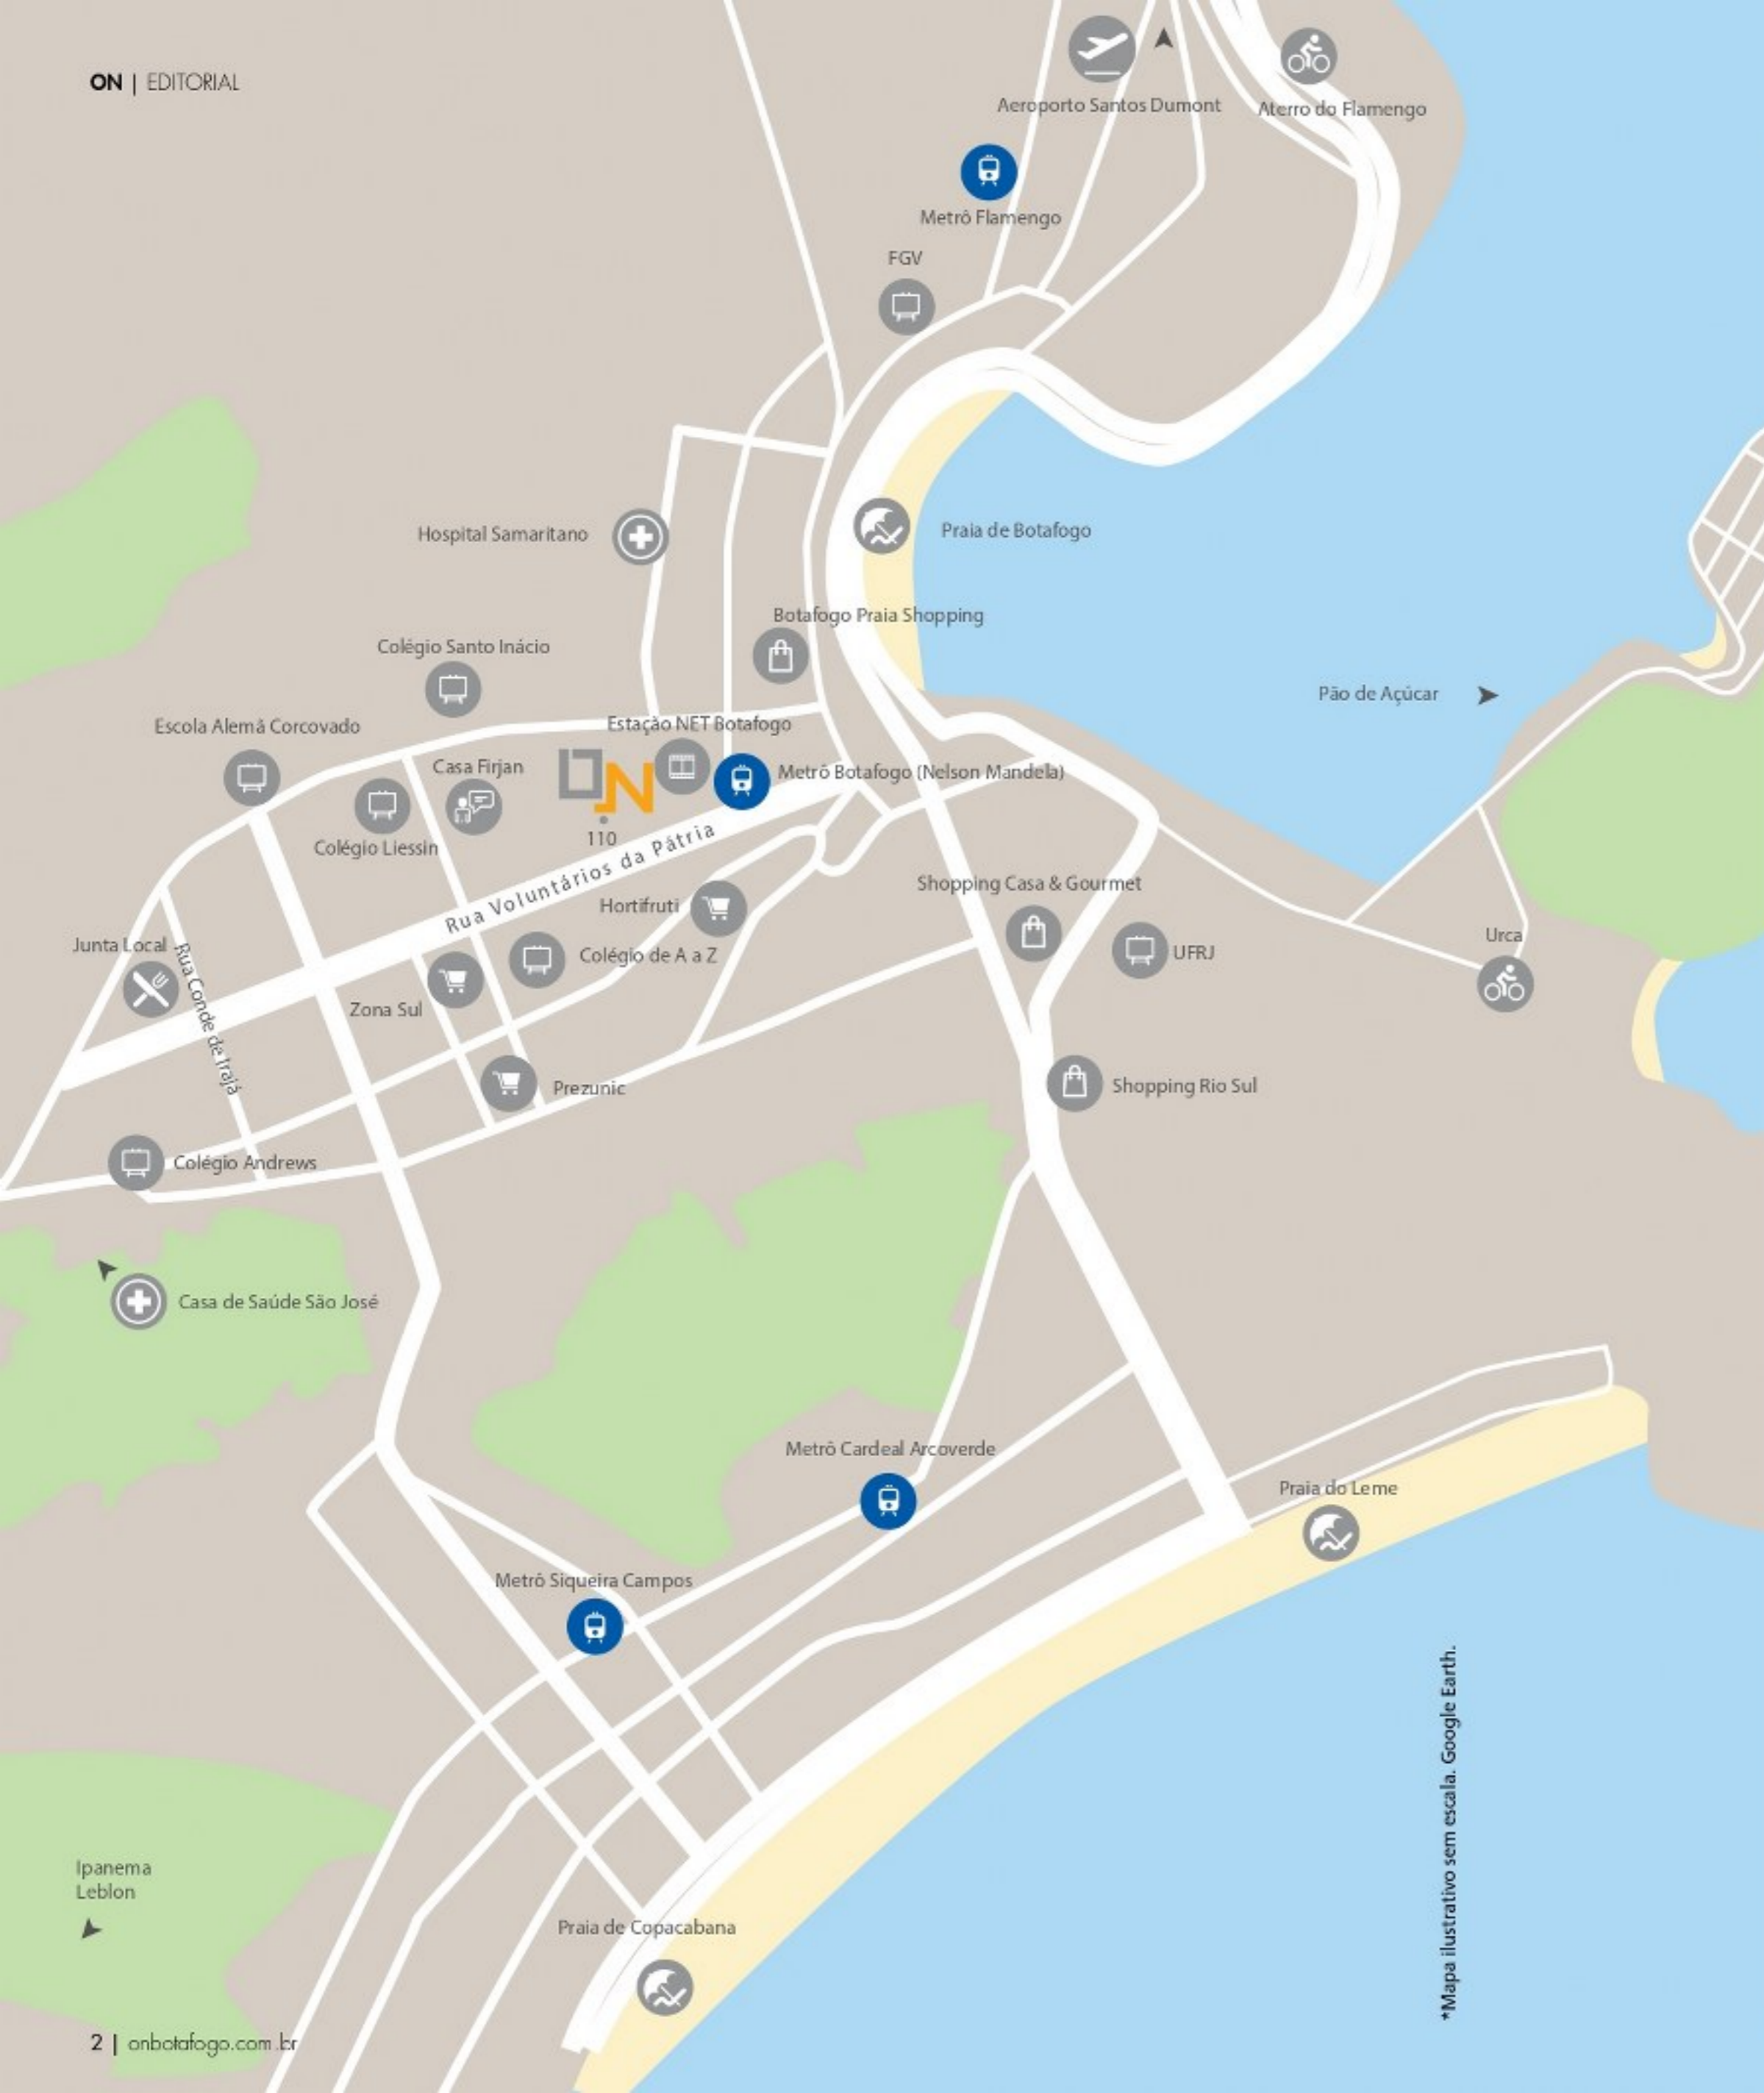 ON | EDITORIAL
Aeroporto Santos Dumont
Aterro do Flamengo
Metrô Flamengo
FGV
Hospital Samaritano
Praia de Botafogo
Botafogo Praia Shopping
Colégio Santo Inácio
Pão de Açúcar
Escola Alemã Corcovado
Estação NET Botafogo
Casa Firjan
ON
Metrô Botafogo (Nelson Mandela)
110
Colégio Liessin
Rua Voluntários da Pátria
Shopping Casa & Gourmet
Hortifruti
Junta Local
Rua Conde de Irajá
Colégio de A a Z
UFRJ
Urca
Zona Sul
Prezunic
Shopping Rio Sul
Colégio Andrews
Casa de Saúde São José
Metrô Cardeal Arcoverde
Praia do Leme
Metrô Siqueira Campos
Ipanema
Leblon
Praia de Copacabana
*Mapa ilustrativo sem escala. Google Earth.
2 | onbotafogo.com.br